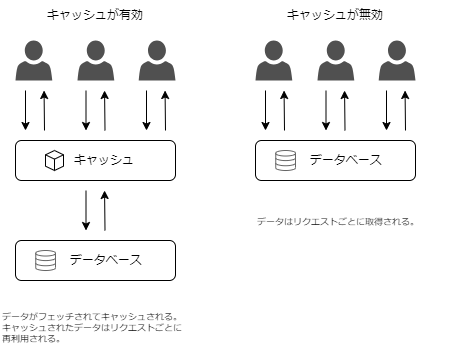 キャッシュが有効
キャッシュ
データベース
データがフェッチされてキャッシュされる。
キャッシュされたデータはリクエストごとに
再利用される。
キャッシュが無効
データベース
データはリクエストごとに取得される。